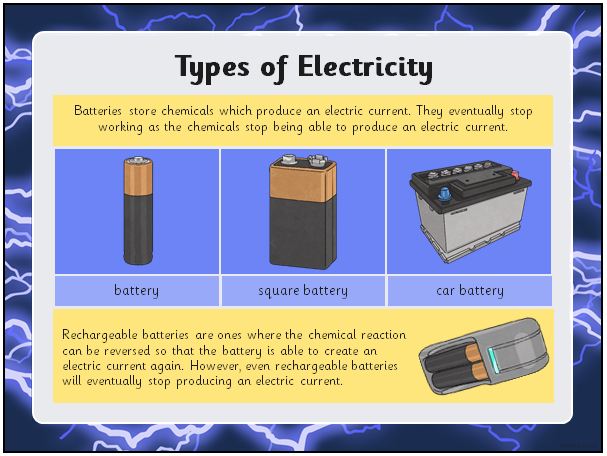 Types of Electricity
Batteries store chemicals which produce an electric current. They eventually stop
working as the chemicals stop being able to produce an electric current.
battery
square battery
car battery
Rechargeable batteries are ones where the chemical reaction
can be reversed so that the battery is able to create an
electric current again. However, even rechargeable batteries
will eventually stop producing an electric current.